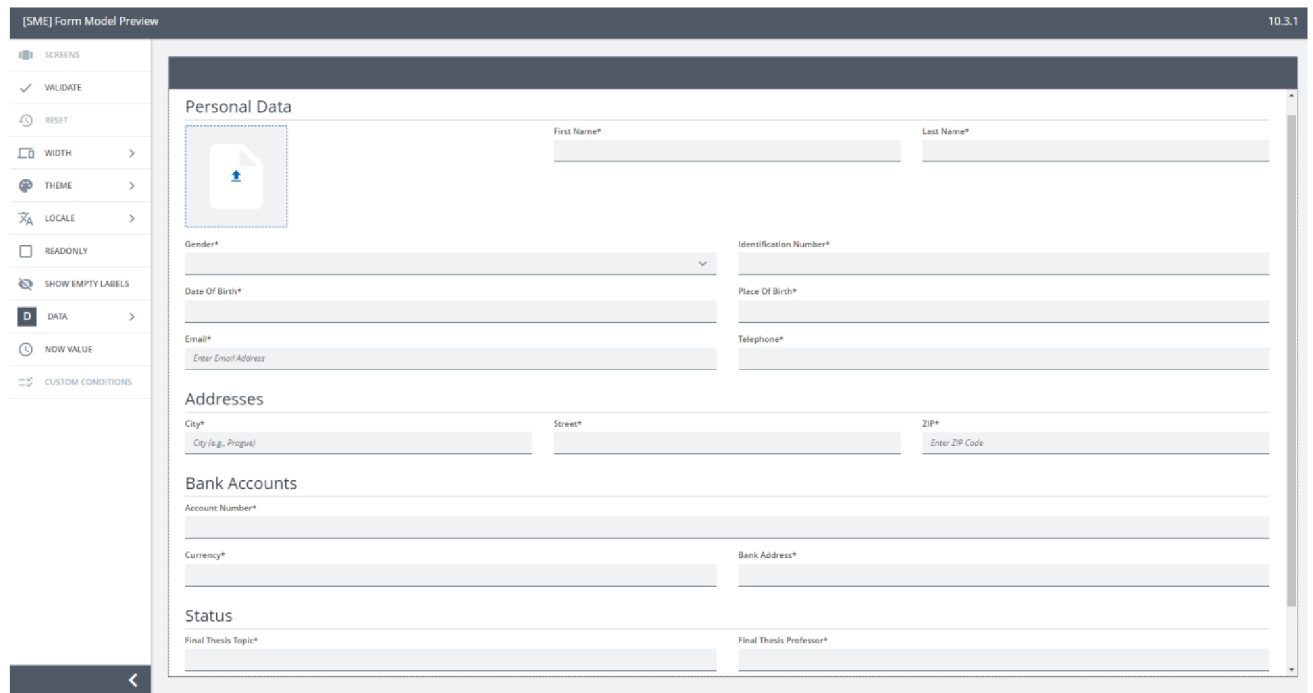 [SME] Form Model Preview
10.3.1
SCREENS
VALIDATE
RESET
WIDTH
THEME
LOCALE
READONLY
SHOW EMPTY LABELS
D DATA
NOW VALUE
CUSTOM CONDITIONS
Personal Data
First Name*
Last Name*
Gender*
Identification Number*
Date Of Birth*
Place Of Birth*
Email*
Telephone*
Enter Email Address
Addresses
City*
Street*
ZIP*
City (e.g., Prague)
Enter ZIP Code
Bank Accounts
Account Number*
Currency*
Bank Address*
Status
Final Thesis Topic*
Final Thesis Professor*